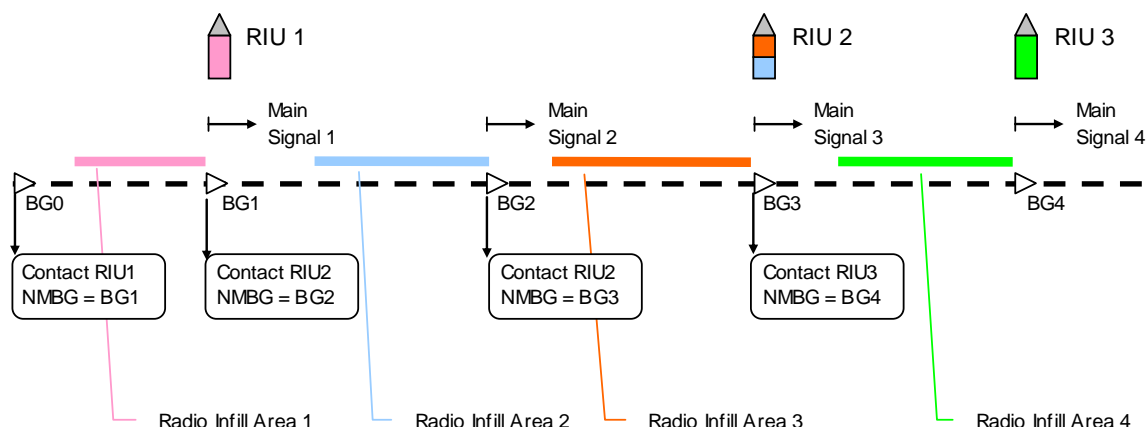 RIU 1
RIU 2
RIU 3
Main
Signal 1
Main
Signal 2
Main
Signal 3
Main
Signal 4
BG0
BG1
BG2
BG3
BG4
Contact RIU1
NMBG = BG1
Contact RIU2
NMBG = BG2
Contact RIU2
NMBG = BG3
Contact RIU3
NMBG = BG4
Radio Infill Area 1
Radio Infill Area 2
Radio Infill Area 3
Radio Infill Area 4